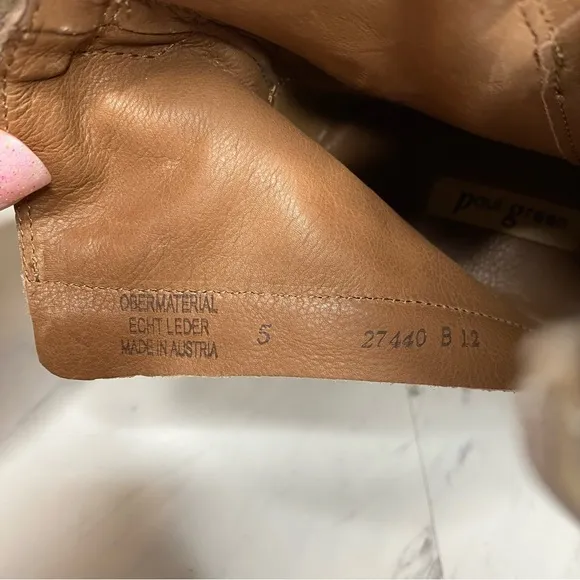 OBERMATERIAL
ECHT LEDER
MADE IN AUSTRIA
5
27440 B 12
paul green